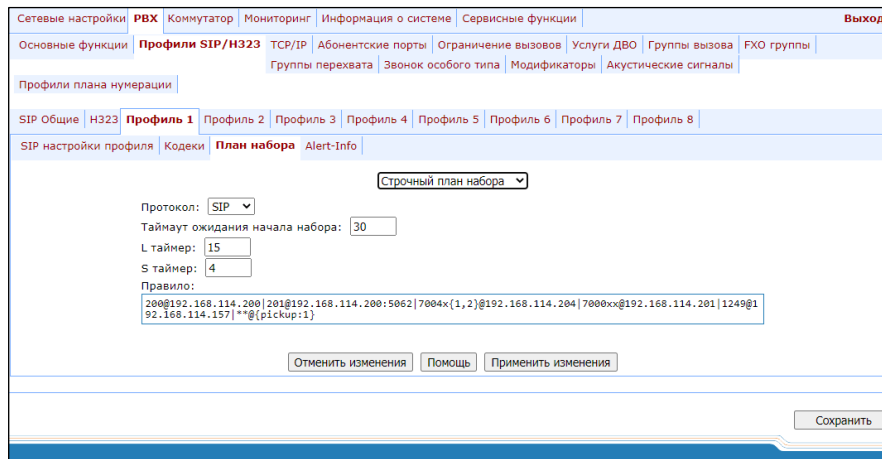 Сетевые настройки PBX Коммутатор Мониторинг Информация о системе Сервисные функции Выход
Основные функции Профили SIP/H323 TCP/IP Абонентские порты Ограничение вызовов Услуги ДВО Группы вызова FXO группы
Группы перехвата Звонок особого типа Модификаторы Акустические сигналы
Профили плана нумерации
SIP Общие H323 Профиль 1 Профиль 2 Профиль 3 Профиль 4 Профиль 5 Профиль 6 Профиль 7 Профиль 8
SIP настройки профиля Кодеки План набора Alert-Info
Строчный план набора
Протокол: SIP
Таймаут ожидания начала набора: 30
L таймер: 15
S таймер: 4
Правило:
200@192.168.114.200|201@192.168.114.200:5062|7004x{1,2}@192.168.114.204|7000xx@192.168.114.201|1249@1
92.168.114.157|**@{pickup:1}
Отменить изменения Помощь Применить изменения
Сохранить